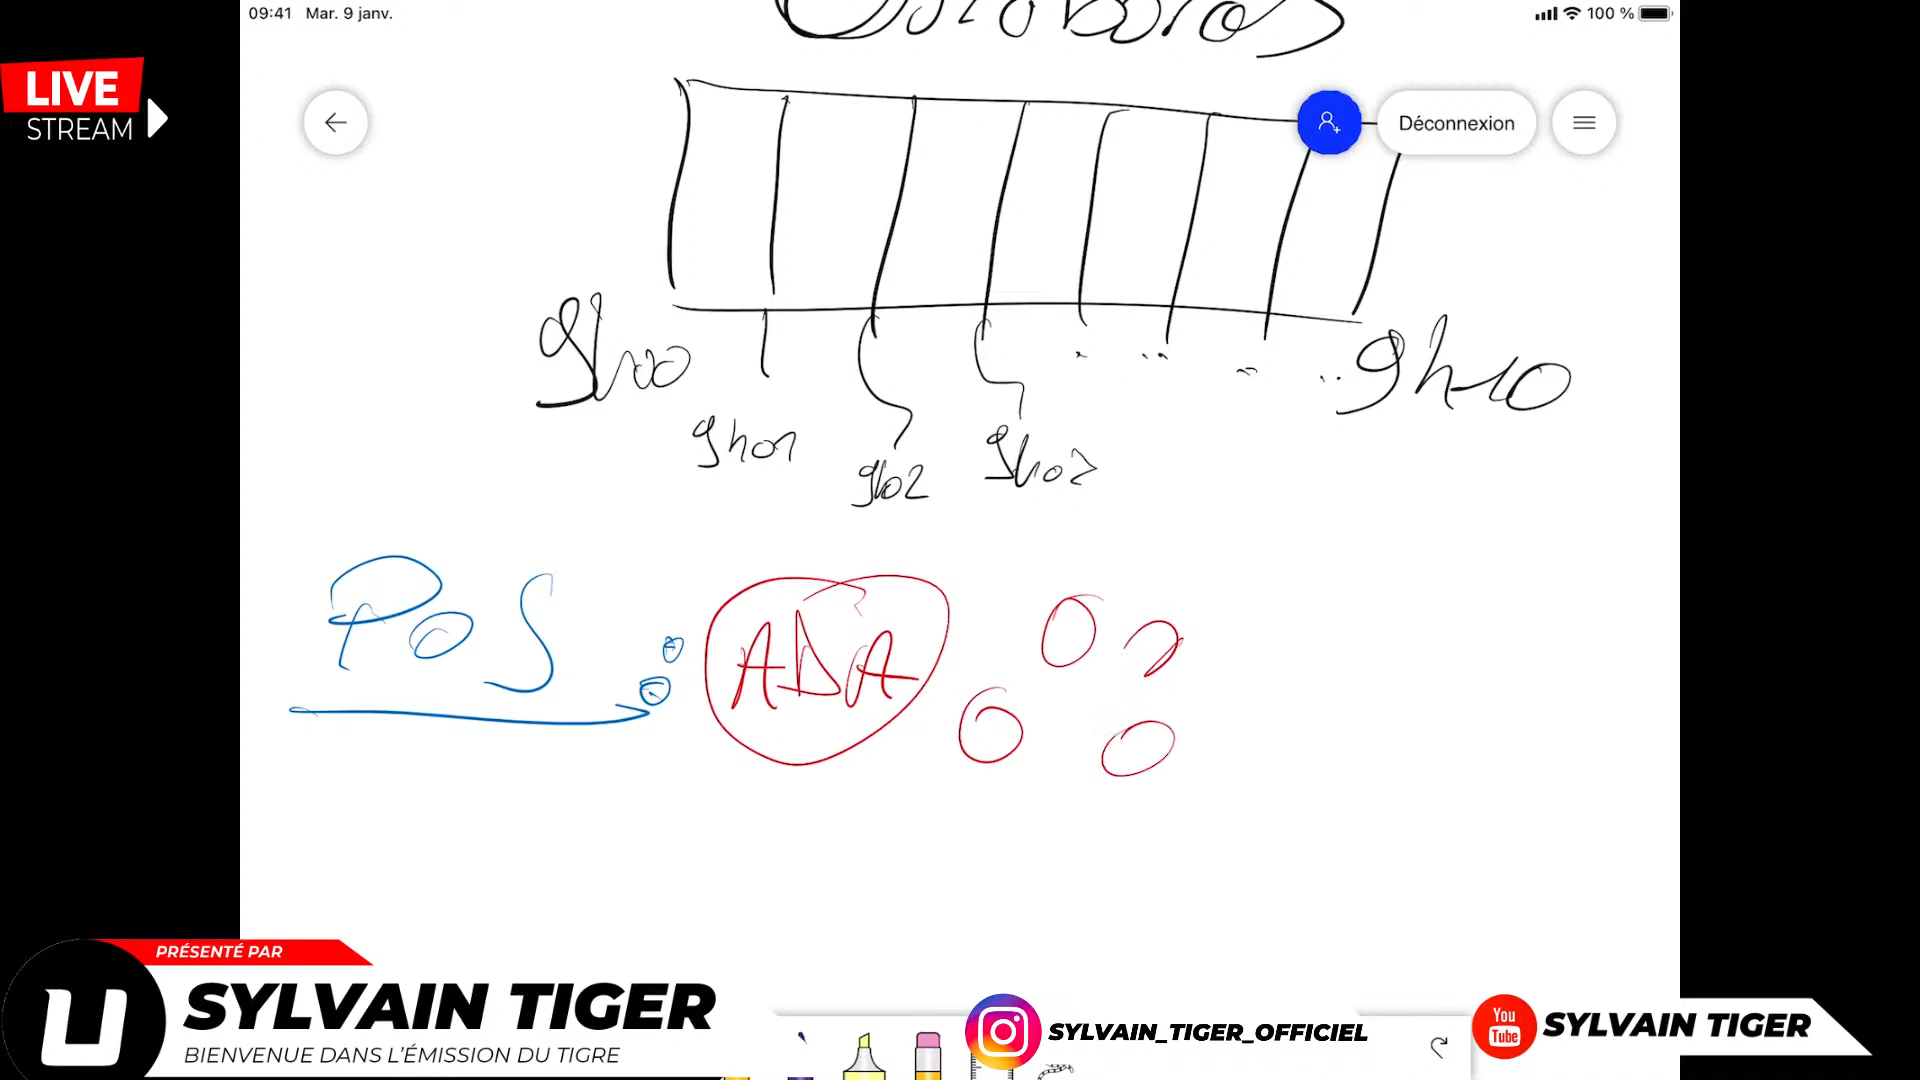 09:41 Mar. 9 janv.
100 %
Ouroboros
LIVE
STREAM
Déconnexion
9h00
9h10
9h01
9h02
9h03
PoS
ADA
PRÉSENTÉ PAR
SYLVAIN TIGER
BIENVENUE DANS L'ÉMISSION DU TIGRE
SYLVAIN_TIGER_OFFICIEL
You
Tube
SYLVAIN TIGER